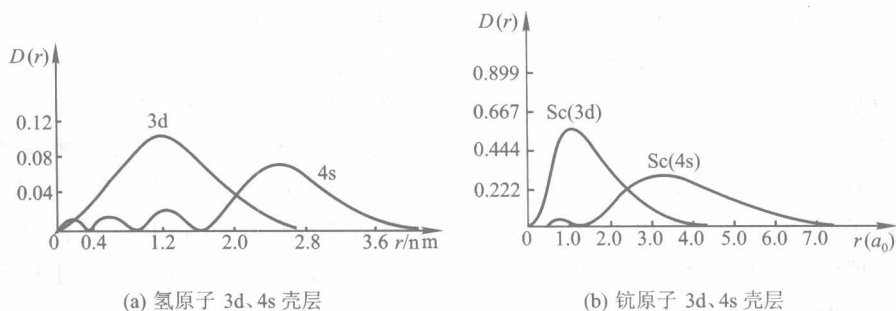 D(r)
0.12
0.08
0.04
3d
4s
0 0.4 1.2 2.0 2.8 3.6 r/nm
(a) 氢原子 3d、4s 壳层
D(r)
0.899
0.667
0.444
0.222
Sc(3d)
Sc(4s)
0 1.0 2.0 3.0 4.0 5.0 6.0 7.0 r(a₀)
(b) 钪原子 3d、4s 壳层